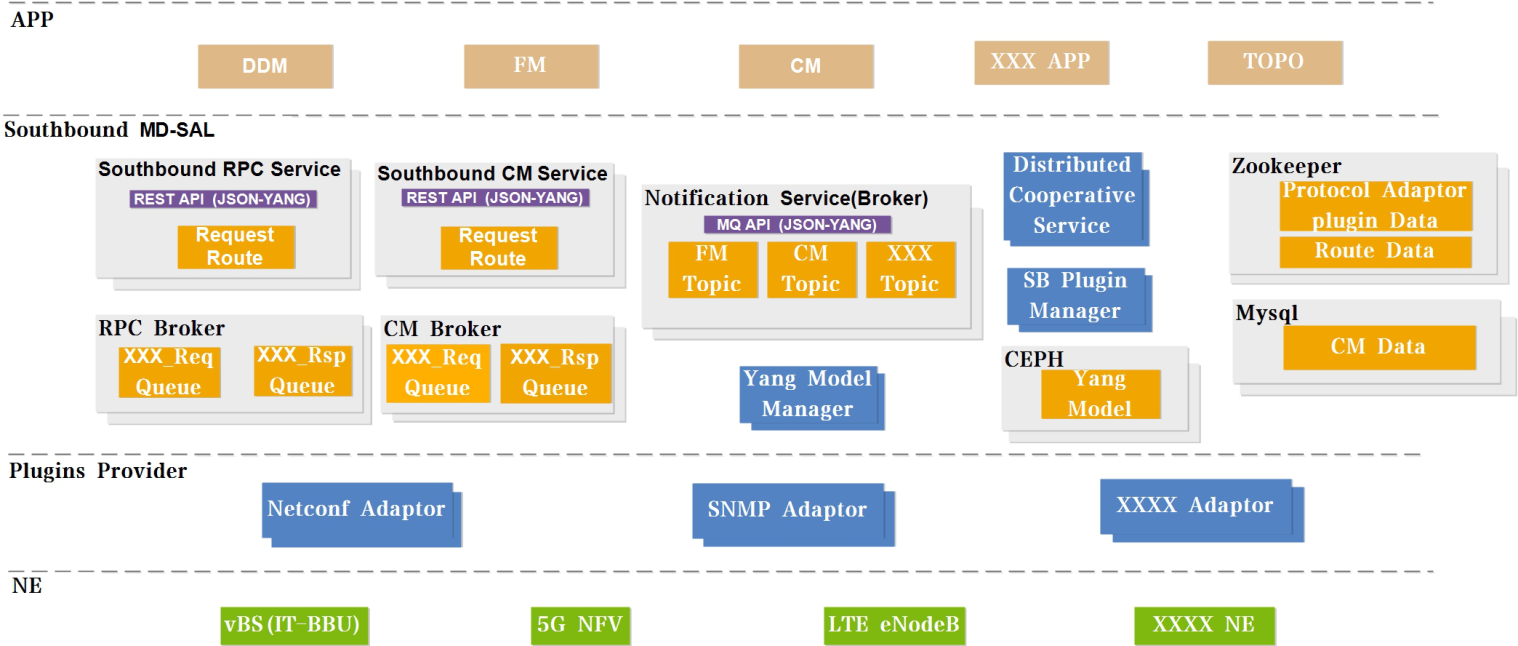 APP
DDM
FM
CM
XXX APP
TOPO
Southbound MD-SAL
Southbound RPC Service
REST API (JSON-YANG)
Request
Route
Southbound CM Service
REST API (JSON-YANG)
Request
Route
Notification Service(Broker)
MQ API (JSON-YANG)
FM
Topic
CM
Topic
XXX
Topic
Distributed
Cooperative
Service
SB Plugin
Manager
Zookeeper
Protocol Adaptor
plugin Data
Route Data
RPC Broker
XXX_Req
Queue
XXX_Rsp
Queue
CM Broker
XXX_Req
Queue
XXX_Rsp
Queue
Yang Model
Manager
CEPH
Yang
Model
Mysql
CM Data
Plugins Provider
Netconf Adaptor
SNMP Adaptor
XXXX Adaptor
NE
vBS(IT-BBU)
5G NFV
LTE eNodeB
XXXX NE